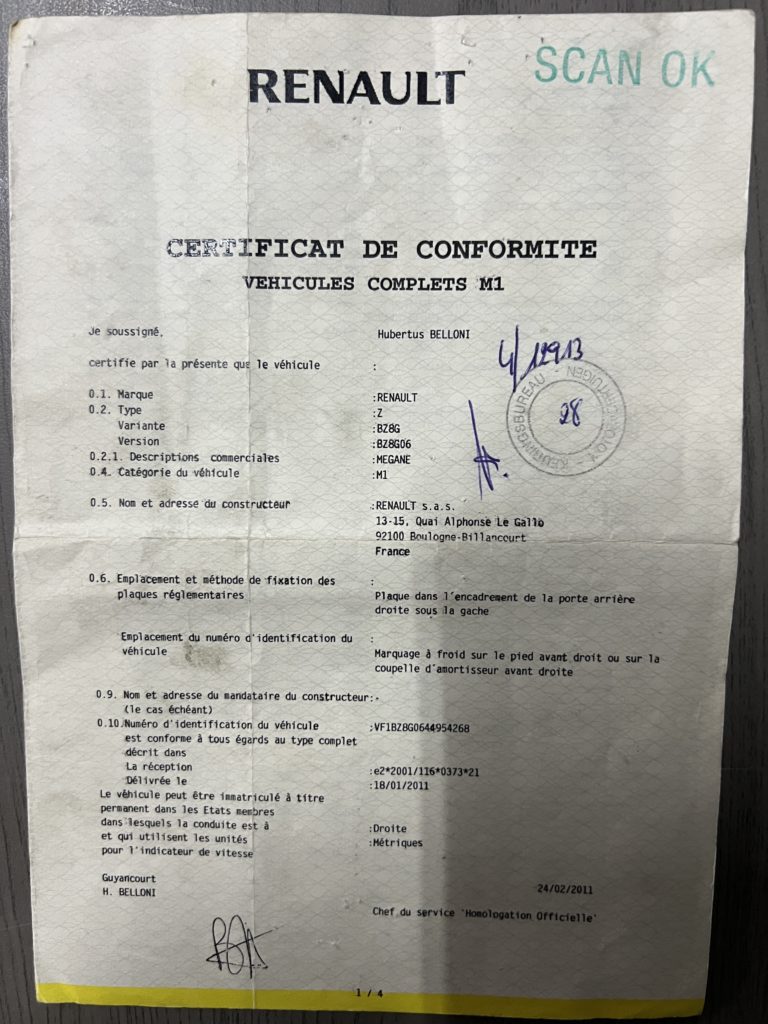 SCAN OK
RENAULT
CERTIFICAT DE CONFORMITE
VEHICULES COMPLETS M1
Je soussigné, Hubertus BELLONI
certifie par la présente que le véhicule :
4/12913
KEURINGSBUREAU
28
0.1. Marque :RENAULT
0.2. Type :Z
Variante :BZ8G
Version :BZ8G06
0.2.1. Descriptions commerciales :MEGANE
0.4. Catégorie du véhicule :M1
0.5. Nom et adresse du constructeur :RENAULT s.a.s.
13-15, Quai Alphonse Le Gallo
92100 Boulogne-Billancourt
France
0.6. Emplacement et méthode de fixation des :
plaques réglementaires Plaque dans l'encadrement de la porte arrière
droite sous la gache
Emplacement du numéro d'identification du :
véhicule Marquage à froid sur le pied avant droit ou sur la
coupelle d'amortisseur avant droite
0.9. Nom et adresse du mandataire du constructeur:-
(le cas échéant)
0.10.Numéro d'identification du véhicule :VF1BZ8G0644954268
est conforme à tous égards au type complet
décrit dans
La réception :e2*2001/116*0373*21
Délivrée le :18/01/2011
Le véhicule peut être immatriculé à titre
permanent dans les Etats membres
dans lesquels la conduite est à :Droite
et qui utilisent les unités :Métriques
pour l'indicateur de vitesse
Guyancourt 24/02/2011
H. BELLONI
Chef du service 'Homologation Officielle'
1 / 4